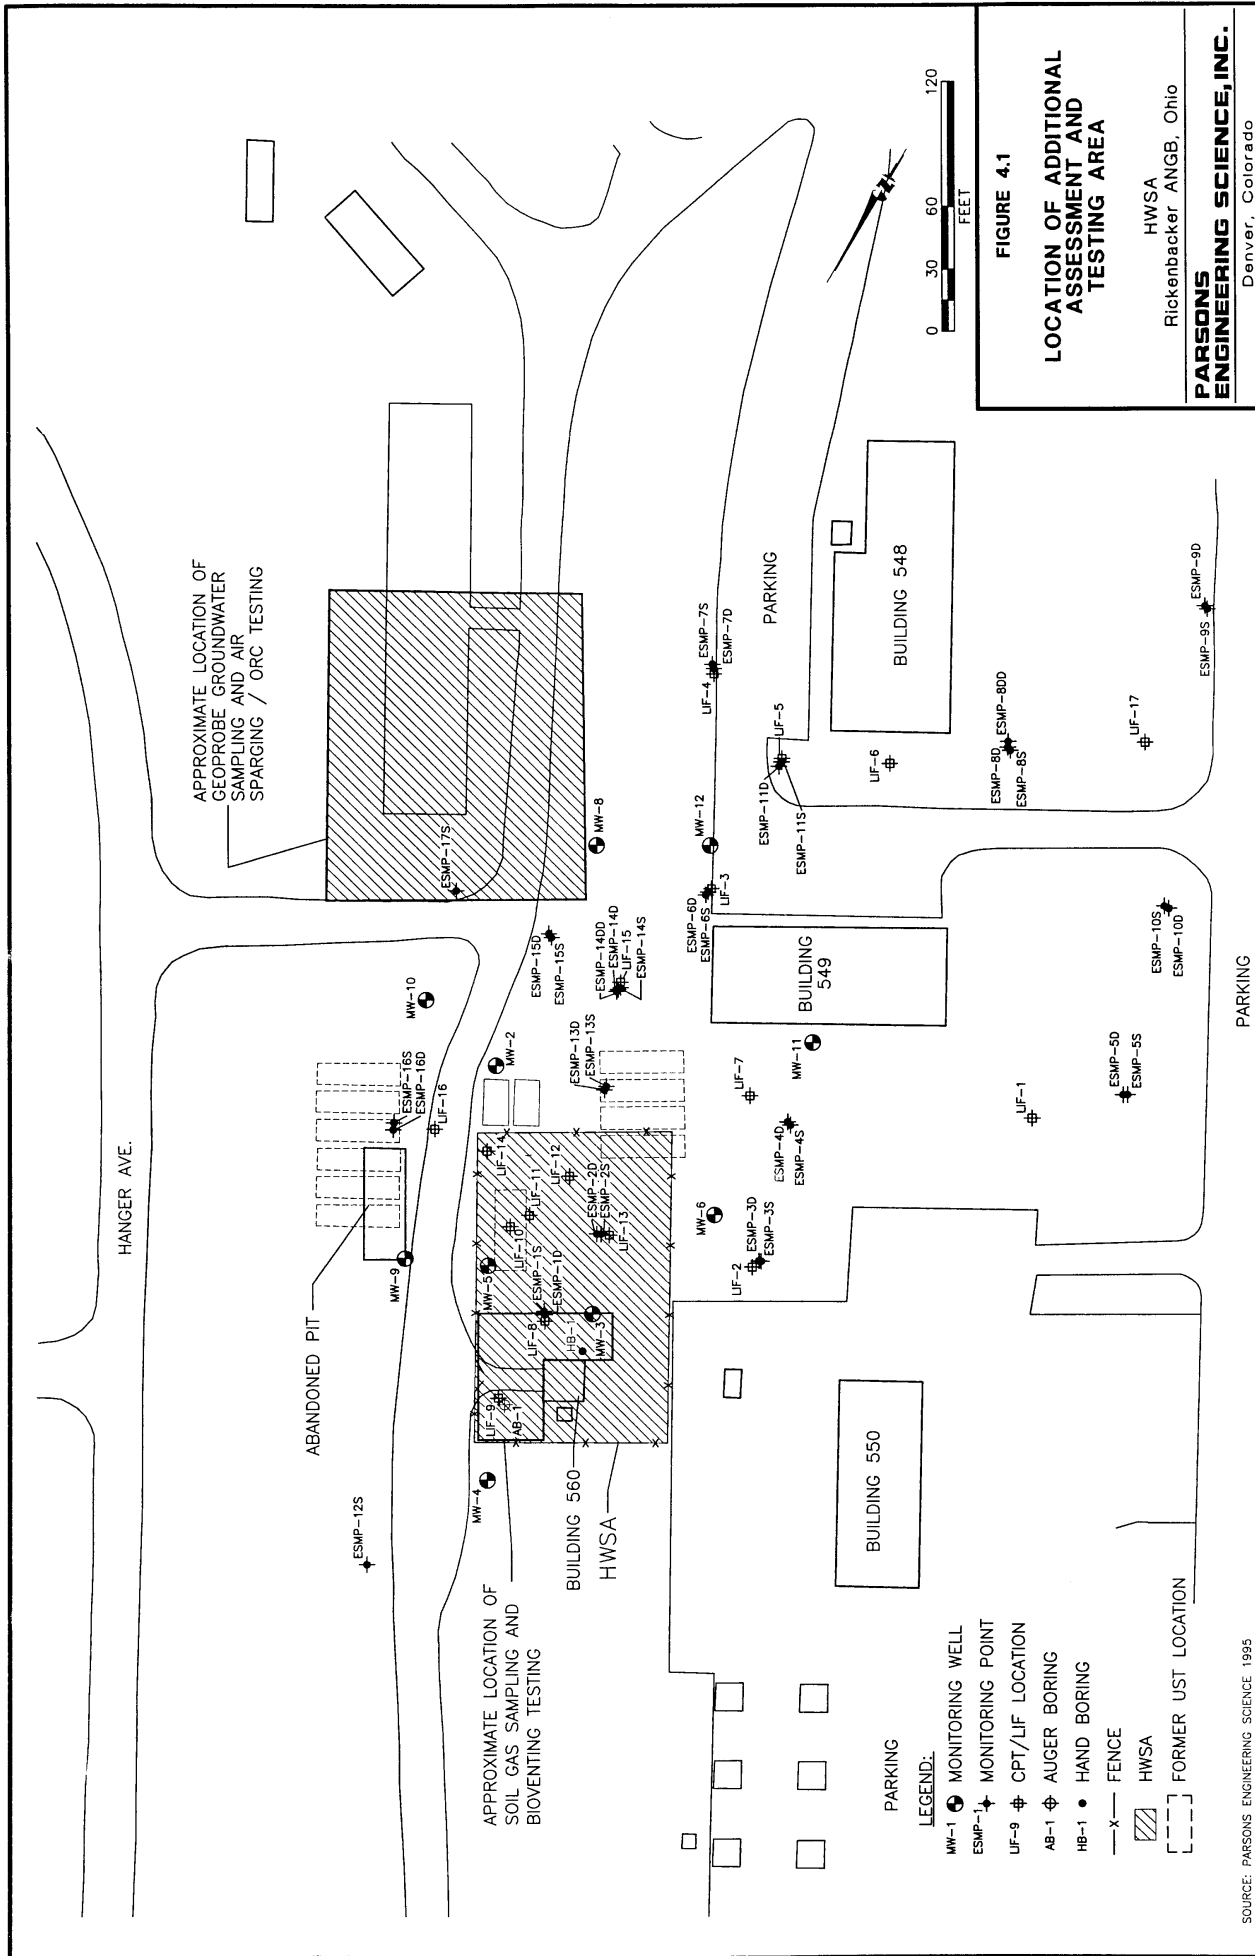 HANGER AVE.
APPROXIMATE LOCATION OF
GEOPROBE GROUNDWATER
SAMPLING AND AIR
SPARGING / ORC TESTING
ABANDONED PIT
ESMP-12S
MW-9
ESMP-16S
ESMP-16D
LIF-16
MW-10
ESMP-17S
MW-4
LIF-9
AB-1
MW-5
LIF-10
LIF-11
LIF-14
MW-2
LIF-8
ESMP-1S
ESMP-1D
HB-1
MW-3
LIF-12
ESMP-2D
ESMP-2S
LIF-13
ESMP-13D
ESMP-13S
ESMP-15D
ESMP-15S
ESMP-14DD
ESMP-14D
LIF-15
ESMP-14S
MW-8
APPROXIMATE LOCATION OF
SOIL GAS SAMPLING AND
BIOVENTING TESTING
BUILDING 560
HWSA
MW-6
LIF-2
ESMP-3D
ESMP-3S
LIF-7
ESMP-4D
ESMP-4S
MW-11
BUILDING
549
ESMP-6D
ESMP-6S
LIF-3
MW-12
LIF-4
ESMP-7S
ESMP-7D
PARKING
ESMP-11D
ESMP-11S
LIF-5
LIF-6
BUILDING 548
BUILDING 550
LIF-1
ESMP-5D
ESMP-5S
ESMP-10S
ESMP-10D
ESMP-8D
ESMP-8S
ESMP-8DD
LIF-17
ESMP-9S
ESMP-9D
PARKING
PARKING
LEGEND:
MW-1 MONITORING WELL
ESMP-1 MONITORING POINT
LIF-9 CPT/LIF LOCATION
AB-1 AUGER BORING
HB-1 HAND BORING
x FENCE
HWSA
FORMER UST LOCATION
N
0 30 60 120
FEET
FIGURE 4.1
LOCATION OF ADDITIONAL
ASSESSMENT AND
TESTING AREA
HWSA
Rickenbacker ANGB, Ohio
PARSONS
ENGINEERING SCIENCE, INC.
Denver, Colorado
SOURCE: PARSONS ENGINEERING SCIENCE 1995